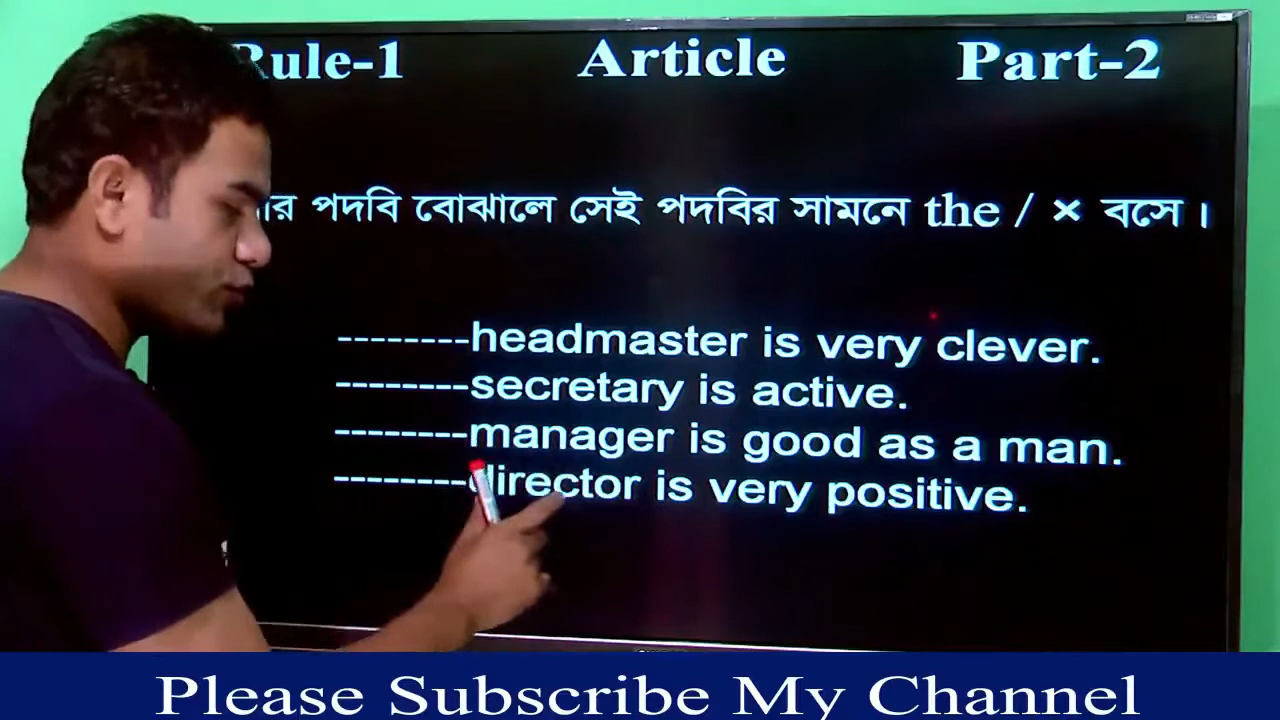 Rule-1 Article Part-2
পদবি বোঝালে সেই পদবির সামনে the / × বসে ।
--------headmaster is very clever.
--------secretary is active.
--------manager is good as a man.
--------director is very positive.
Please Subscribe My Channel